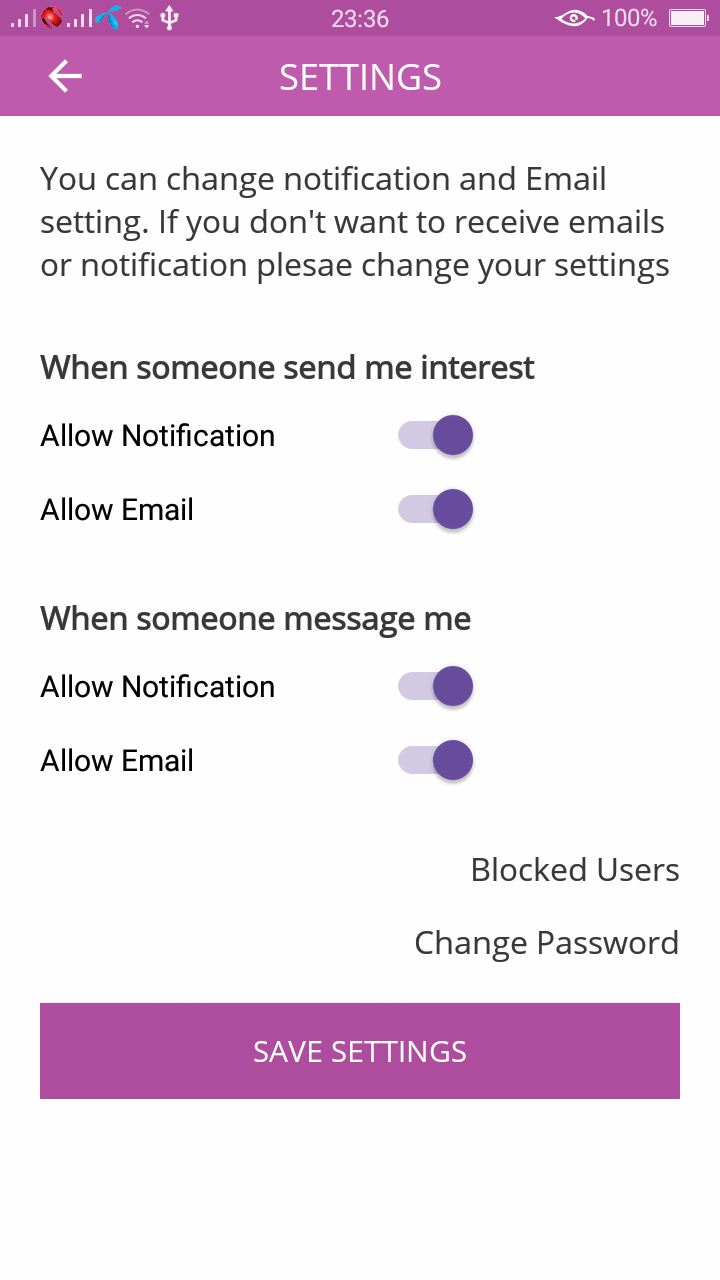 23:36
100%
SETTINGS
You can change notification and Email
setting. If you don't want to receive emails
or notification plesae change your settings
When someone send me interest
Allow Notification
Allow Email
When someone message me
Allow Notification
Allow Email
Blocked Users
Change Password
SAVE SETTINGS